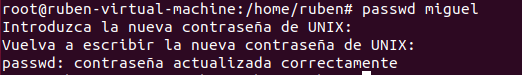 root@ruben-virtual-machine:/home/ruben# passwd miguel
Introduzca la nueva contraseña de UNIX:
Vuelva a escribir la nueva contraseña de UNIX:
passwd: contraseña actualizada correctamente